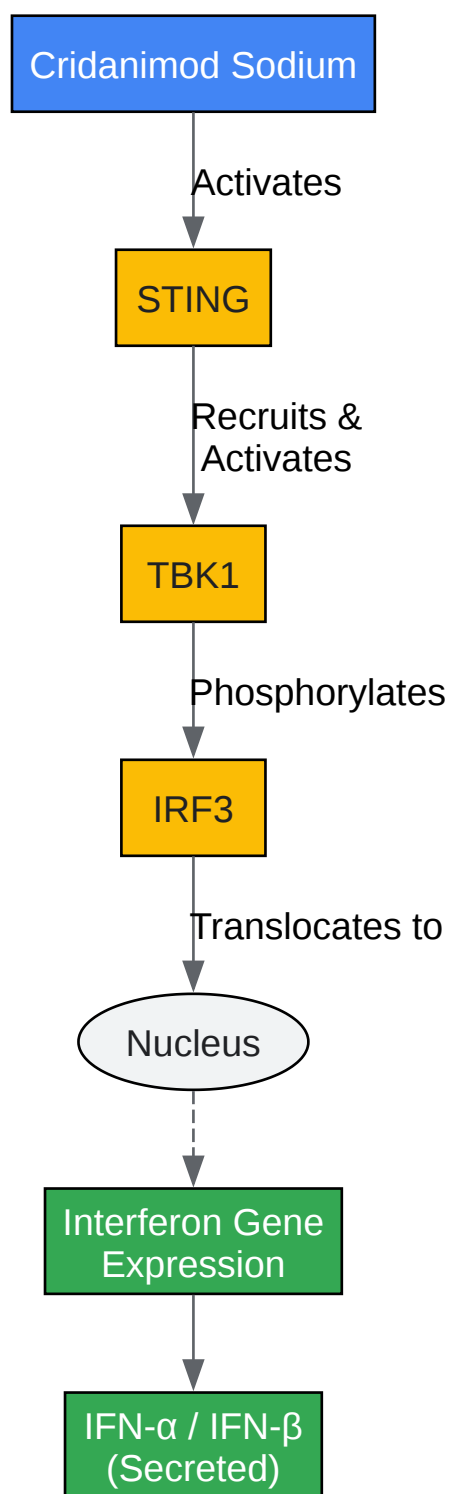 Cridanimod Sodium
Activates
STING
Recruits &
Activates
TBK1
Phosphorylates
IRF3
Translocates to
Nucleus
Interferon Gene
Expression
IFN-α / IFN-β
(Secreted)